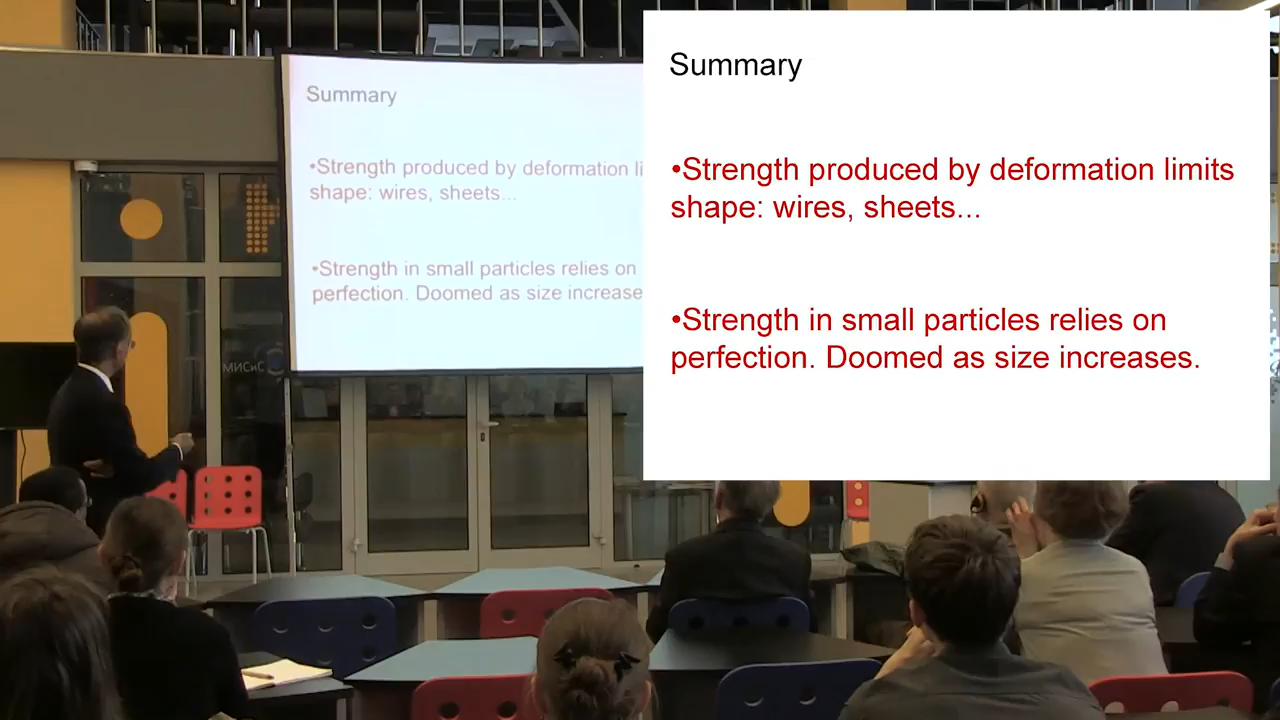 Summary
•Strength produced by deformation li
shape: wires, sheets...
•Strength in small particles relies on
perfection. Doomed as size increase
МИСиС
Summary
•Strength produced by deformation limits
shape: wires, sheets...
•Strength in small particles relies on
perfection. Doomed as size increases.